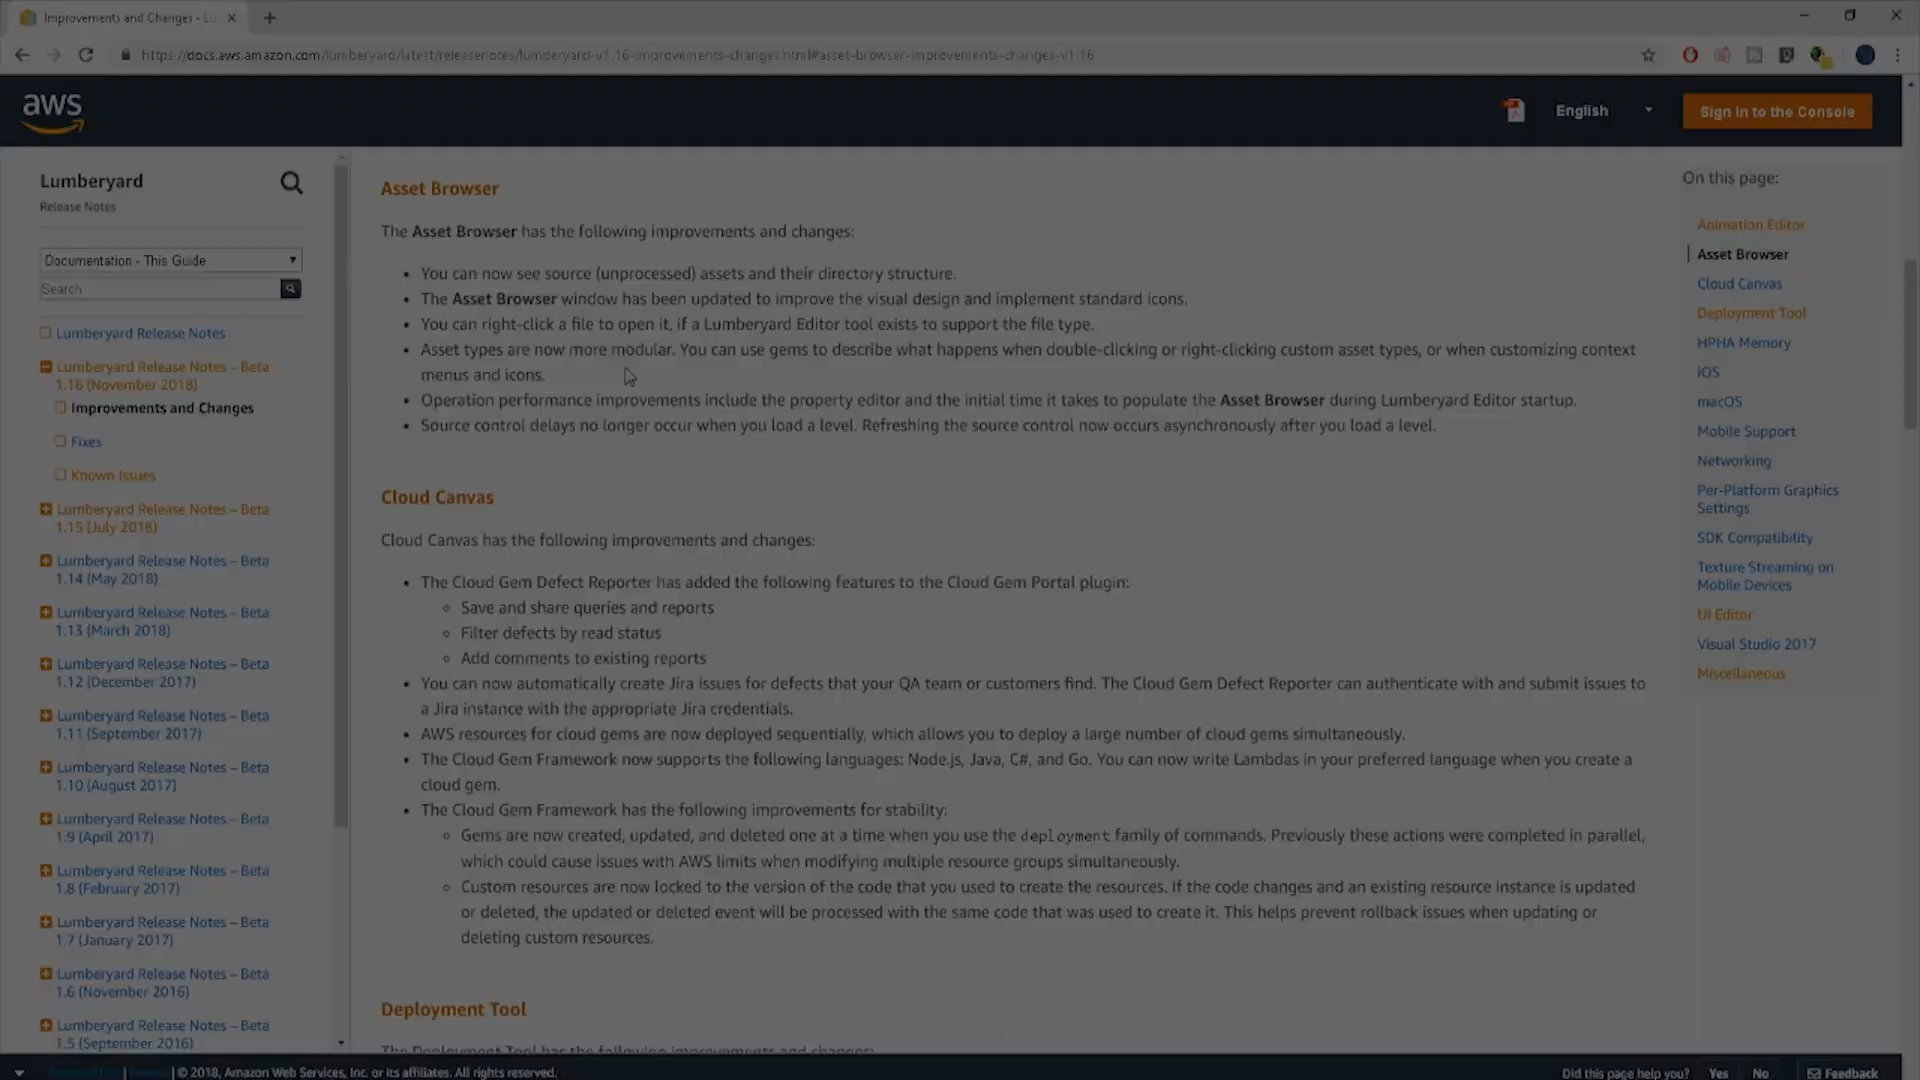 Improvements and Changes - L
https://docs.aws.amazon.com/lumberyard/latest/releasenotes/lumberyard-v1.16-improvements-changes.html#asset-browser-improvements-changes-v1.16
aws
English
Sign In to the Console
Lumberyard
Release Notes
Documentation - This Guide
Search
Lumberyard Release Notes
Lumberyard Release Notes – Beta
1.16 (November 2018)
Improvements and Changes
Fixes
Known Issues
Lumberyard Release Notes – Beta
1.15 (July 2018)
Lumberyard Release Notes – Beta
1.14 (May 2018)
Lumberyard Release Notes – Beta
1.13 (March 2018)
Lumberyard Release Notes – Beta
1.12 (December 2017)
Lumberyard Release Notes – Beta
1.11 (September 2017)
Lumberyard Release Notes – Beta
1.10 (August 2017)
Lumberyard Release Notes – Beta
1.9 (April 2017)
Lumberyard Release Notes – Beta
1.8 (February 2017)
Lumberyard Release Notes – Beta
1.7 (January 2017)
Lumberyard Release Notes – Beta
1.6 (November 2016)
Lumberyard Release Notes – Beta
1.5 (September 2016)
Asset Browser
The Asset Browser has the following improvements and changes:
• You can now see source (unprocessed) assets and their directory structure.
• The Asset Browser window has been updated to improve the visual design and implement standard icons.
• You can right-click a file to open it, if a Lumberyard Editor tool exists to support the file type.
• Asset types are now more modular. You can use gems to describe what happens when double-clicking or right-clicking custom asset types, or when customizing context
menus and icons.
• Operation performance improvements include the property editor and the initial time it takes to populate the Asset Browser during Lumberyard Editor startup.
• Source control delays no longer occur when you load a level. Refreshing the source control now occurs asynchronously after you load a level.
Cloud Canvas
Cloud Canvas has the following improvements and changes:
• The Cloud Gem Defect Reporter has added the following features to the Cloud Gem Portal plugin:
◦ Save and share queries and reports
◦ Filter defects by read status
◦ Add comments to existing reports
• You can now automatically create Jira issues for defects that your QA team or customers find. The Cloud Gem Defect Reporter can authenticate with and submit issues to
a Jira instance with the appropriate Jira credentials.
• AWS resources for cloud gems are now deployed sequentially, which allows you to deploy a large number of cloud gems simultaneously.
• The Cloud Gem Framework now supports the following languages: Node.js, Java, C#, and Go. You can now write Lambdas in your preferred language when you create a
cloud gem.
• The Cloud Gem Framework has the following improvements for stability:
◦ Gems are now created, updated, and deleted one at a time when you use the deployment family of commands. Previously these actions were completed in parallel,
which could cause issues with AWS limits when modifying multiple resource groups simultaneously.
◦ Custom resources are now locked to the version of the code that you used to create the resources. If the code changes and an existing resource instance is updated
or deleted, the updated or deleted event will be processed with the same code that was used to create it. This helps prevent rollback issues when updating or
deleting custom resources.
Deployment Tool
The Deployment Tool has the following improvements and changes:
On this page:
Animation Editor
Asset Browser
Cloud Canvas
Deployment Tool
HPHA Memory
iOS
macOS
Mobile Support
Networking
Per-Platform Graphics
Settings
SDK Compatibility
Texture Streaming on
Mobile Devices
UI Editor
Visual Studio 2017
Miscellaneous
| | © 2018, Amazon Web Services, Inc. or its affiliates. All rights reserved.
Did this page help you? Yes No Feedback